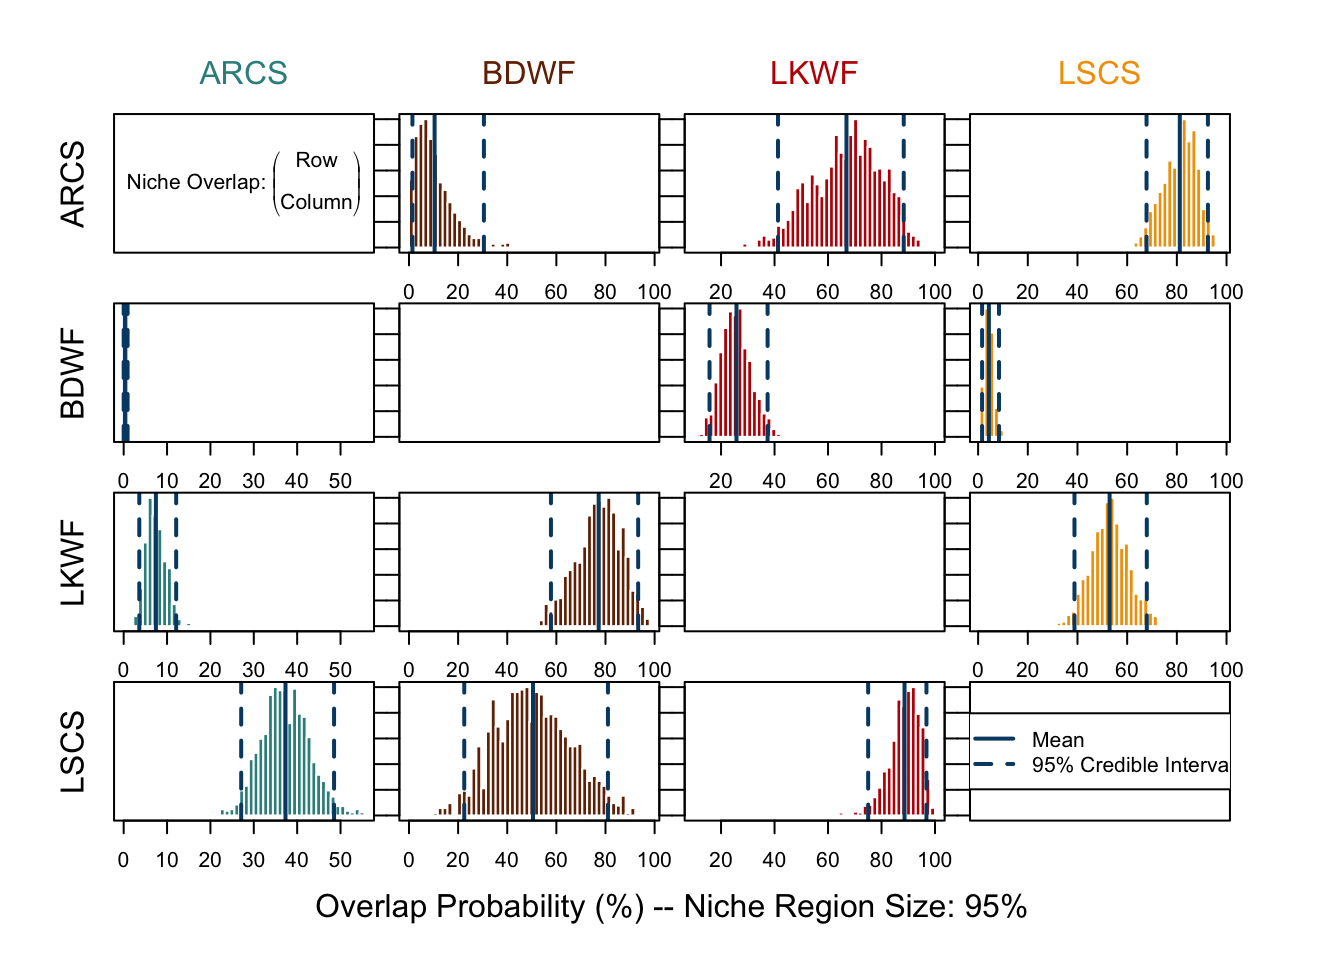 ARCS BDWF LKWF LSCS
ARCS
Niche Overlap: ( Row
Column )
0 20 40 60 80 100 20 40 60 80 100 0 20 40 60 80 100
BDWF
0 10 20 30 40 50 20 40 60 80 100 0 20 40 60 80 100
LKWF
0 10 20 30 40 50 0 20 40 60 80 100 0 20 40 60 80 100
LSCS
Mean
95% Credible Interva
0 10 20 30 40 50 0 20 40 60 80 100 20 40 60 80 100
Overlap Probability (%) -- Niche Region Size: 95%